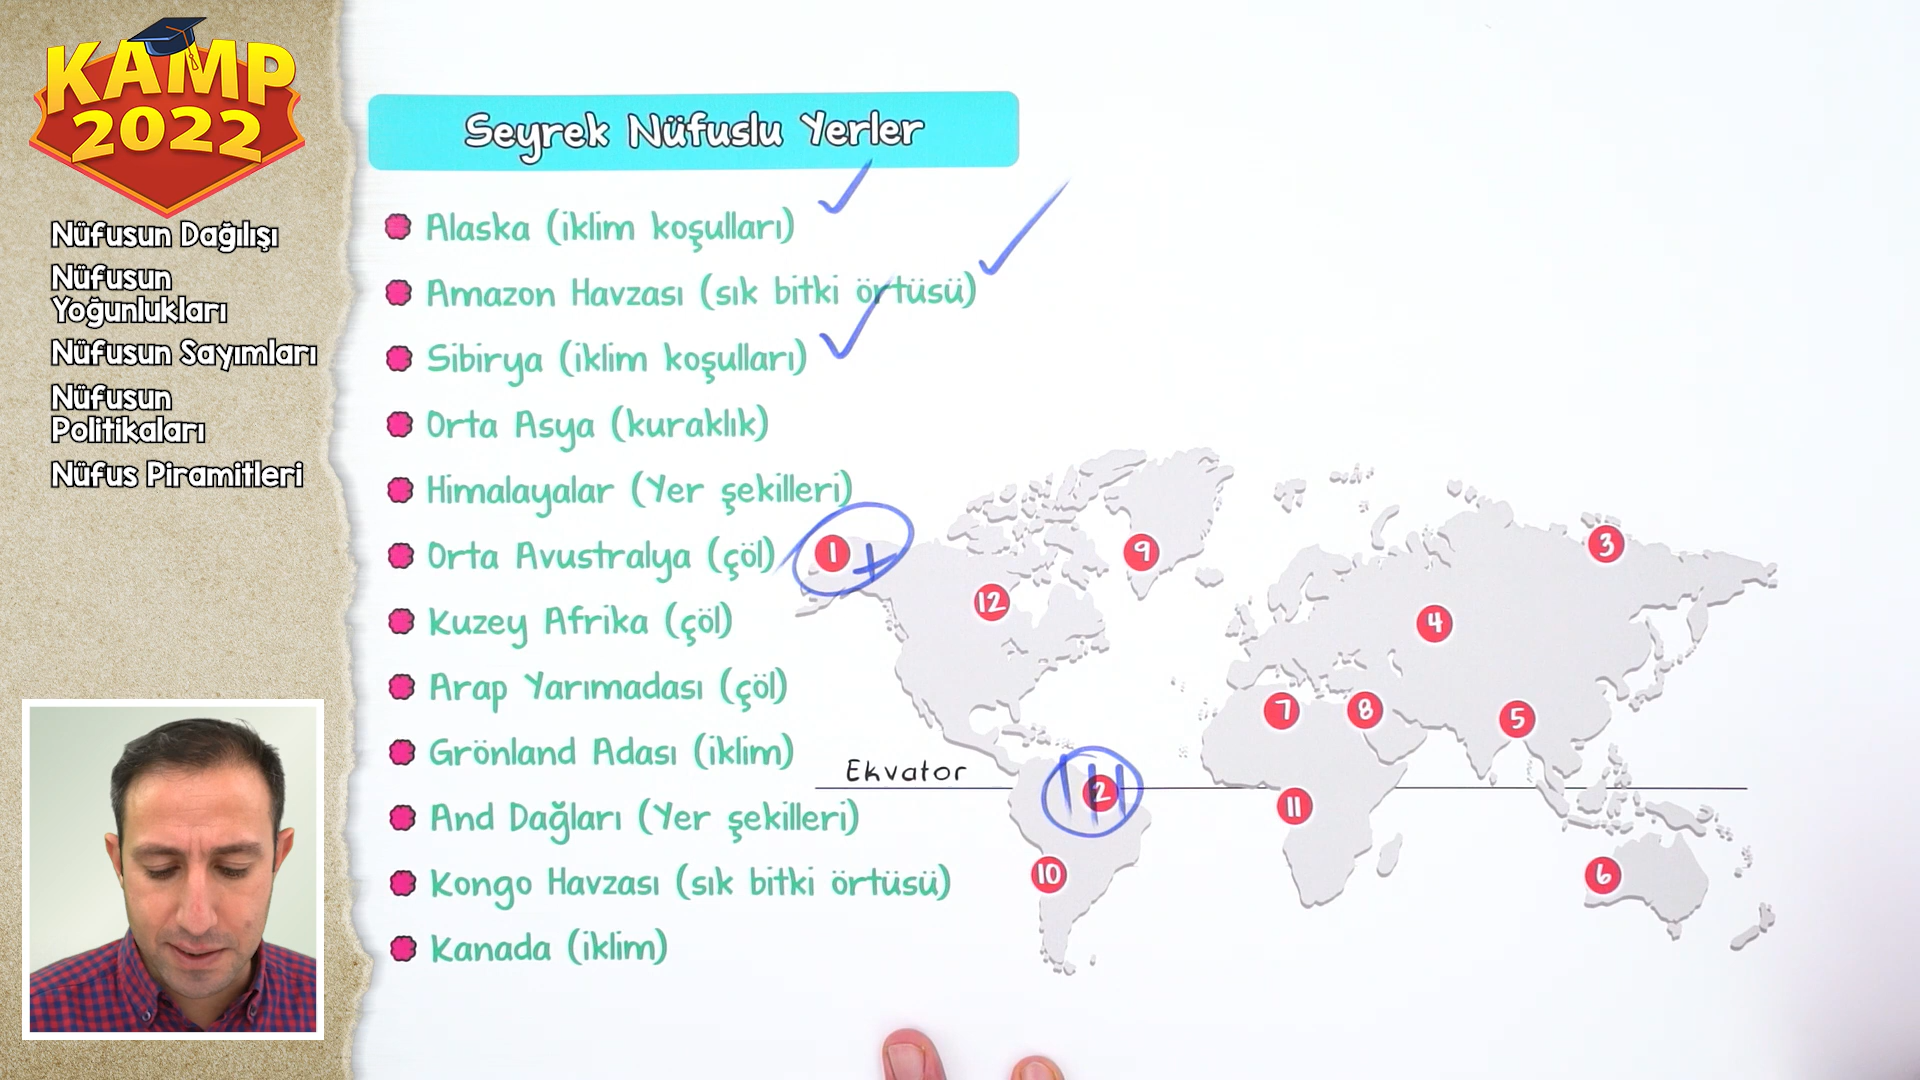 KAMP
2022
Nüfusun Dağılışı
Nüfusun
Yoğunlukları
Nüfusun Sayımları
Nüfusun
Politikaları
Nüfus Piramitleri
Seyrek Nüfuslu Yerler
Alaska (iklim koşulları)
Amazon Havzası (sık bitki örtüsü)
Sibirya (iklim koşulları)
Orta Asya (kuraklık)
Himalayalar (Yer şekilleri)
Orta Avustralya (çöl)
Kuzey Afrika (çöl)
Arap Yarımadası (çöl)
Grönland Adası (iklim)
And Dağları (Yer şekilleri)
Kongo Havzası (sık bitki örtüsü)
Kanada (iklim)
1
9
3
12
4
7
8
5
Ekvator
2
11
10
6